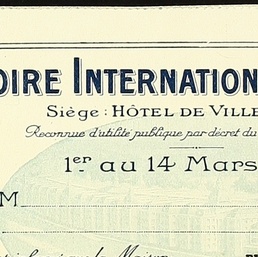 OIRE INTERNATION
Siège : HÔTEL DE VILLE
Reconnue d'utilité publique par décret du
1er au 14 Mars
M